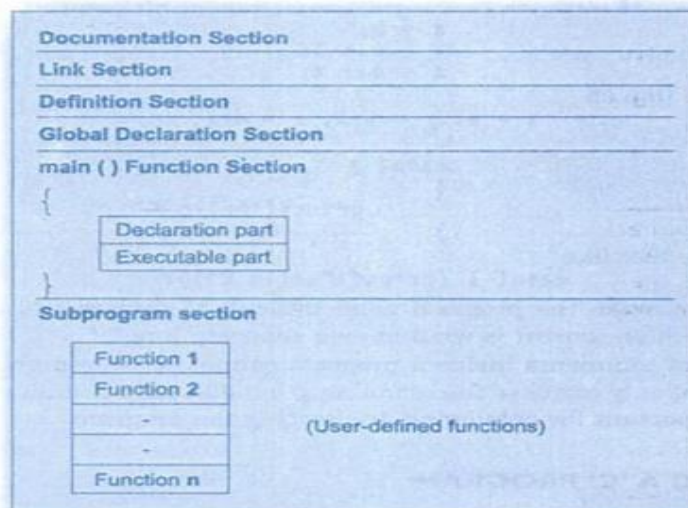 Documentation Section
Link Section
Definition Section
Global Declaration Section
main ( ) Function Section
{
Declaration part
Executable part
}
Subprogram section
Function 1
Function 2
-
(User-defined functions)
-
Function n